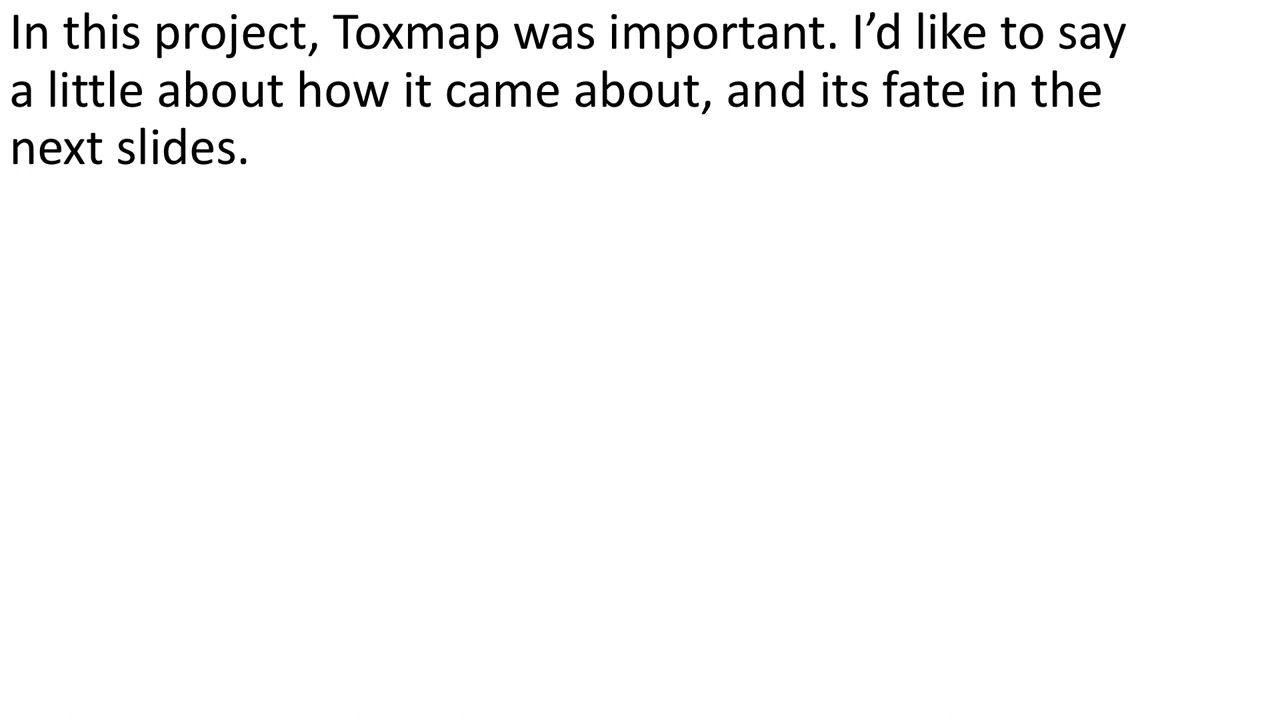 In this project, Toxmap was important. I’d like to say
a little about how it came about, and its fate in the
next slides.